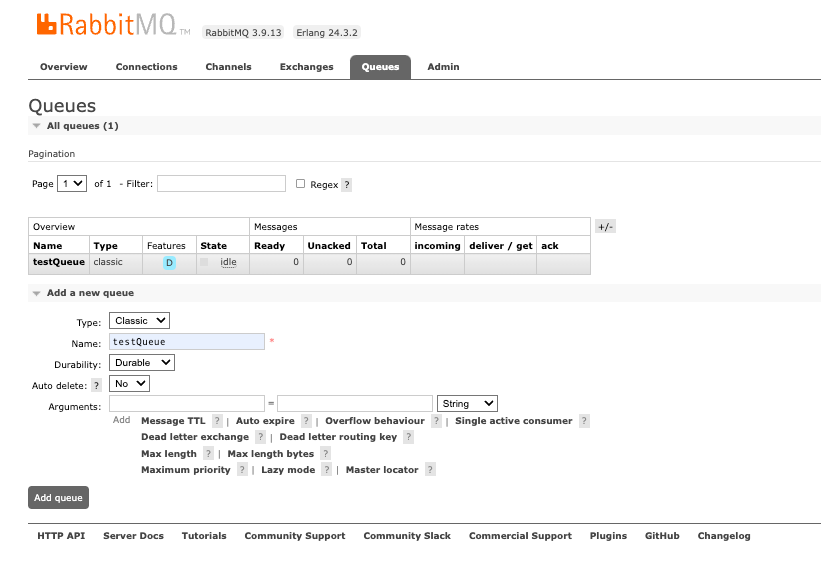 RabbitMQ TM RabbitMQ 3.9.13 Erlang 24.3.2
Overview Connections Channels Exchanges Queues Admin
Queues
All queues (1)
Pagination
Page 1 of 1 - Filter: Regex ?
Overview Messages Message rates +/-
Name Type Features State Ready Unacked Total incoming deliver / get ack
testQueue classic D idle 0 0 0
Add a new queue
Type: Classic
Name: testQueue *
Durability: Durable
Auto delete: ? No
Arguments: = String
Add Message TTL ? | Auto expire ? | Overflow behaviour ? | Single active consumer ?
Dead letter exchange ? | Dead letter routing key ?
Max length ? | Max length bytes ?
Maximum priority ? | Lazy mode ? | Master locator ?
Add queue
HTTP API Server Docs Tutorials Community Support Community Slack Commercial Support Plugins GitHub Changelog